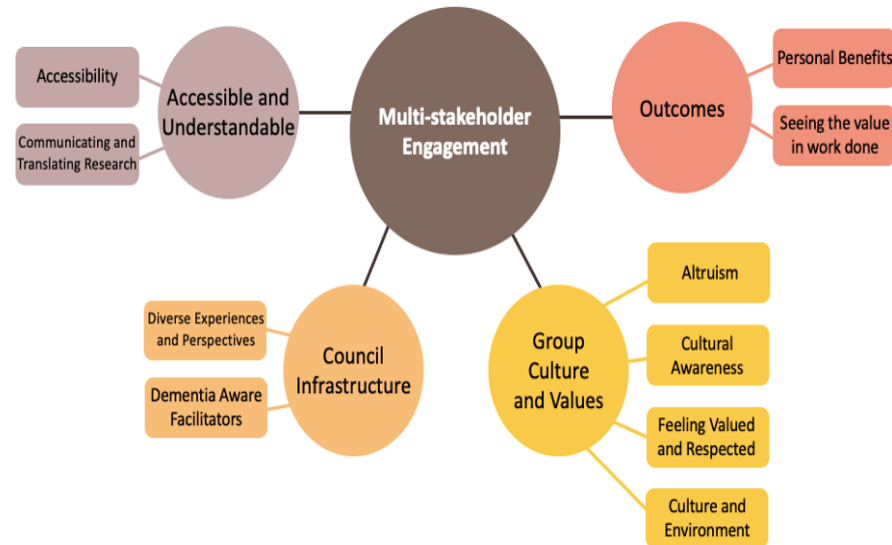 Accessibility
Communicating and
Translating Research
Accessible and
Understandable
Multi-stakeholder
Engagement
Outcomes
Personal Benefits
Seeing the value
in work done
Diverse Experiences
and Perspectives
Dementia Aware
Facilitators
Council
Infrastructure
Group
Culture
and Values
Altruism
Cultural
Awareness
Feeling Valued
and Respected
Culture and
Environment